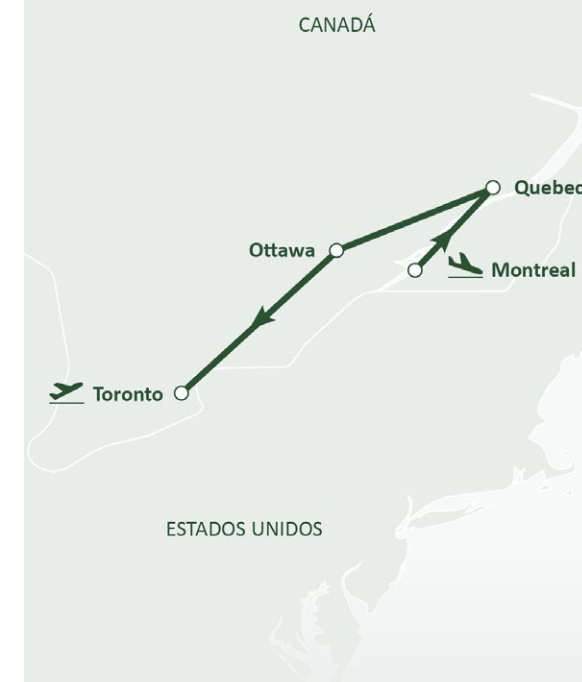 CANADÁ
Quebec
Ottawa
Montreal
Toronto
ESTADOS UNIDOS